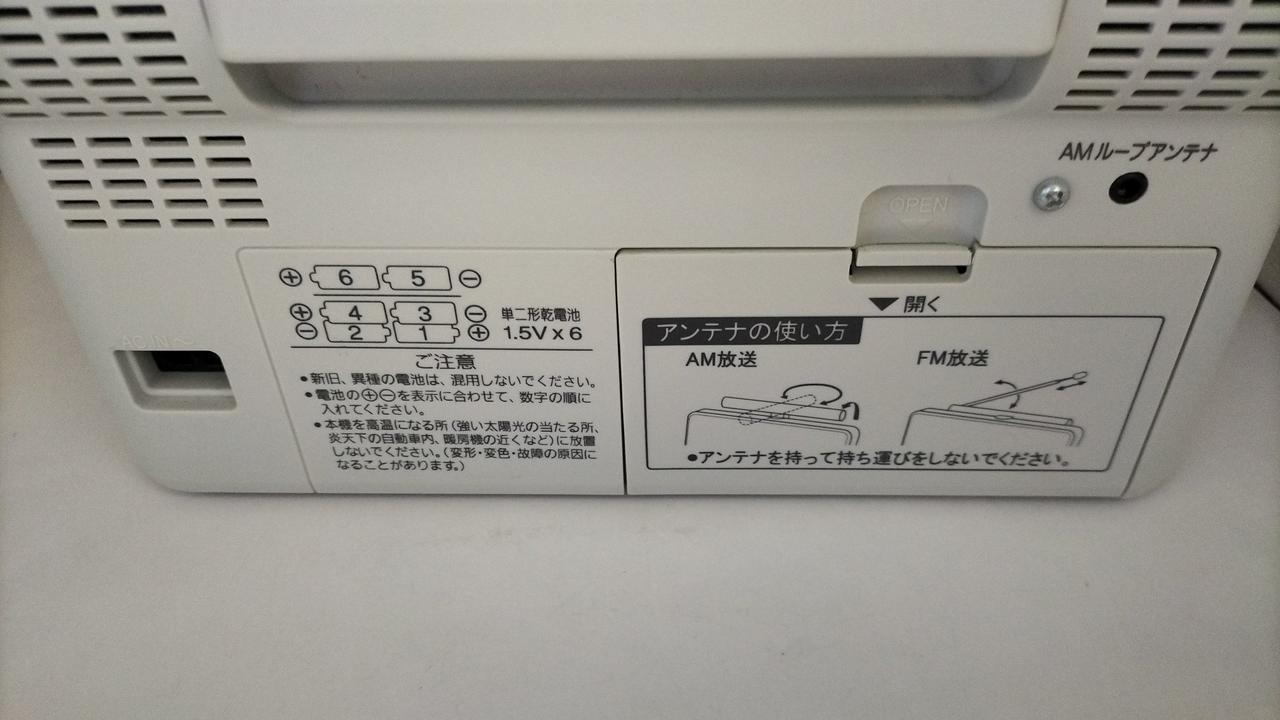 AMループアンテナ
OPEN
AC IN～
⊕ 6 5 ⊖
⊕ 4 3 ⊖
⊖ 2 1 ⊕
単二形乾電池
1.5V x 6
ご注意
●新旧、異種の電池は、混用しないでください。
●電池の⊕⊖を表示に合わせて、数字の順に
入れてください。
●本機を高温になる所(強い太陽光の当たる所、
炎天下の自動車内、暖房機の近くなど)に放置
しないでください。(変形・変色・故障の原因に
なることがあります。)
▼開く
アンテナの使い方
AM放送
FM放送
●アンテナを持って持ち運びをしないでください。